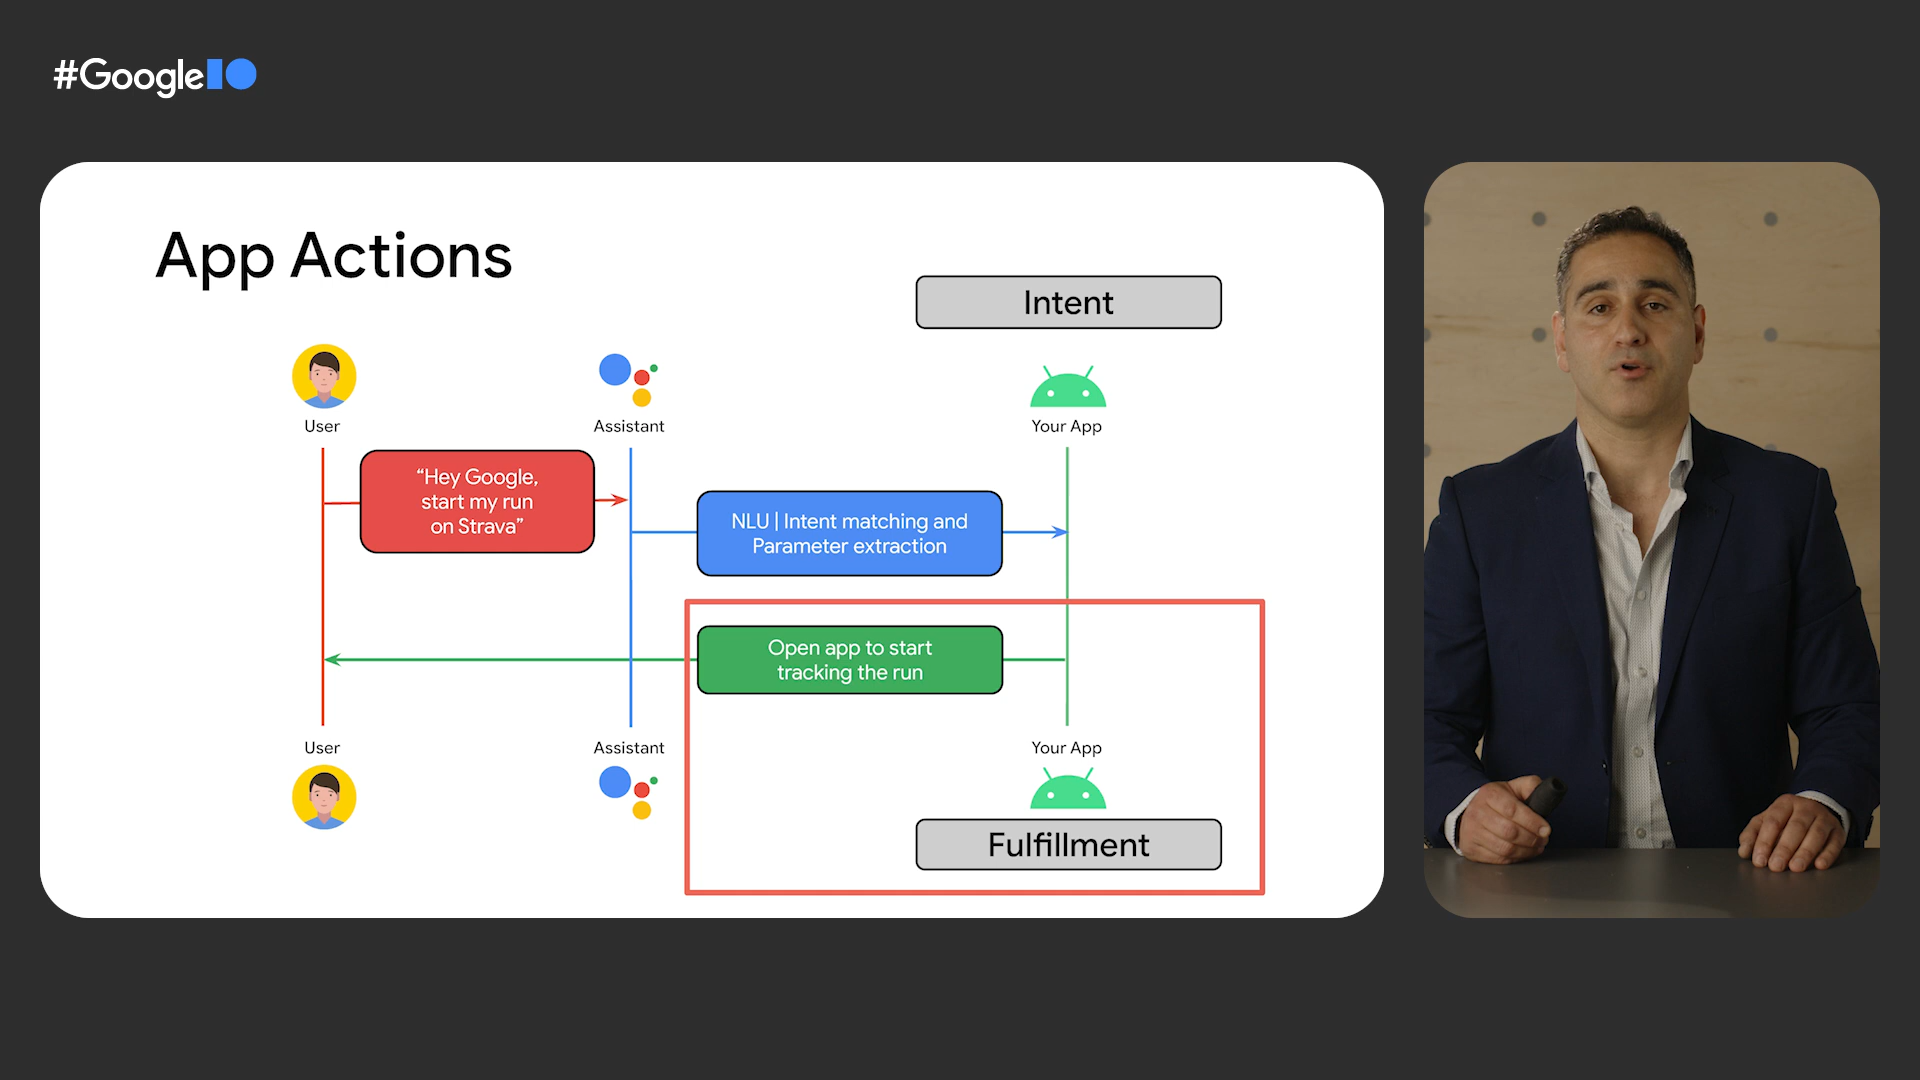 #GoogleIO
App Actions
Intent
User
Assistant
Your App
“Hey Google,
start my run
on Strava”
NLU | Intent matching and
Parameter extraction
Open app to start
tracking the run
User
Assistant
Your App
Fulfillment